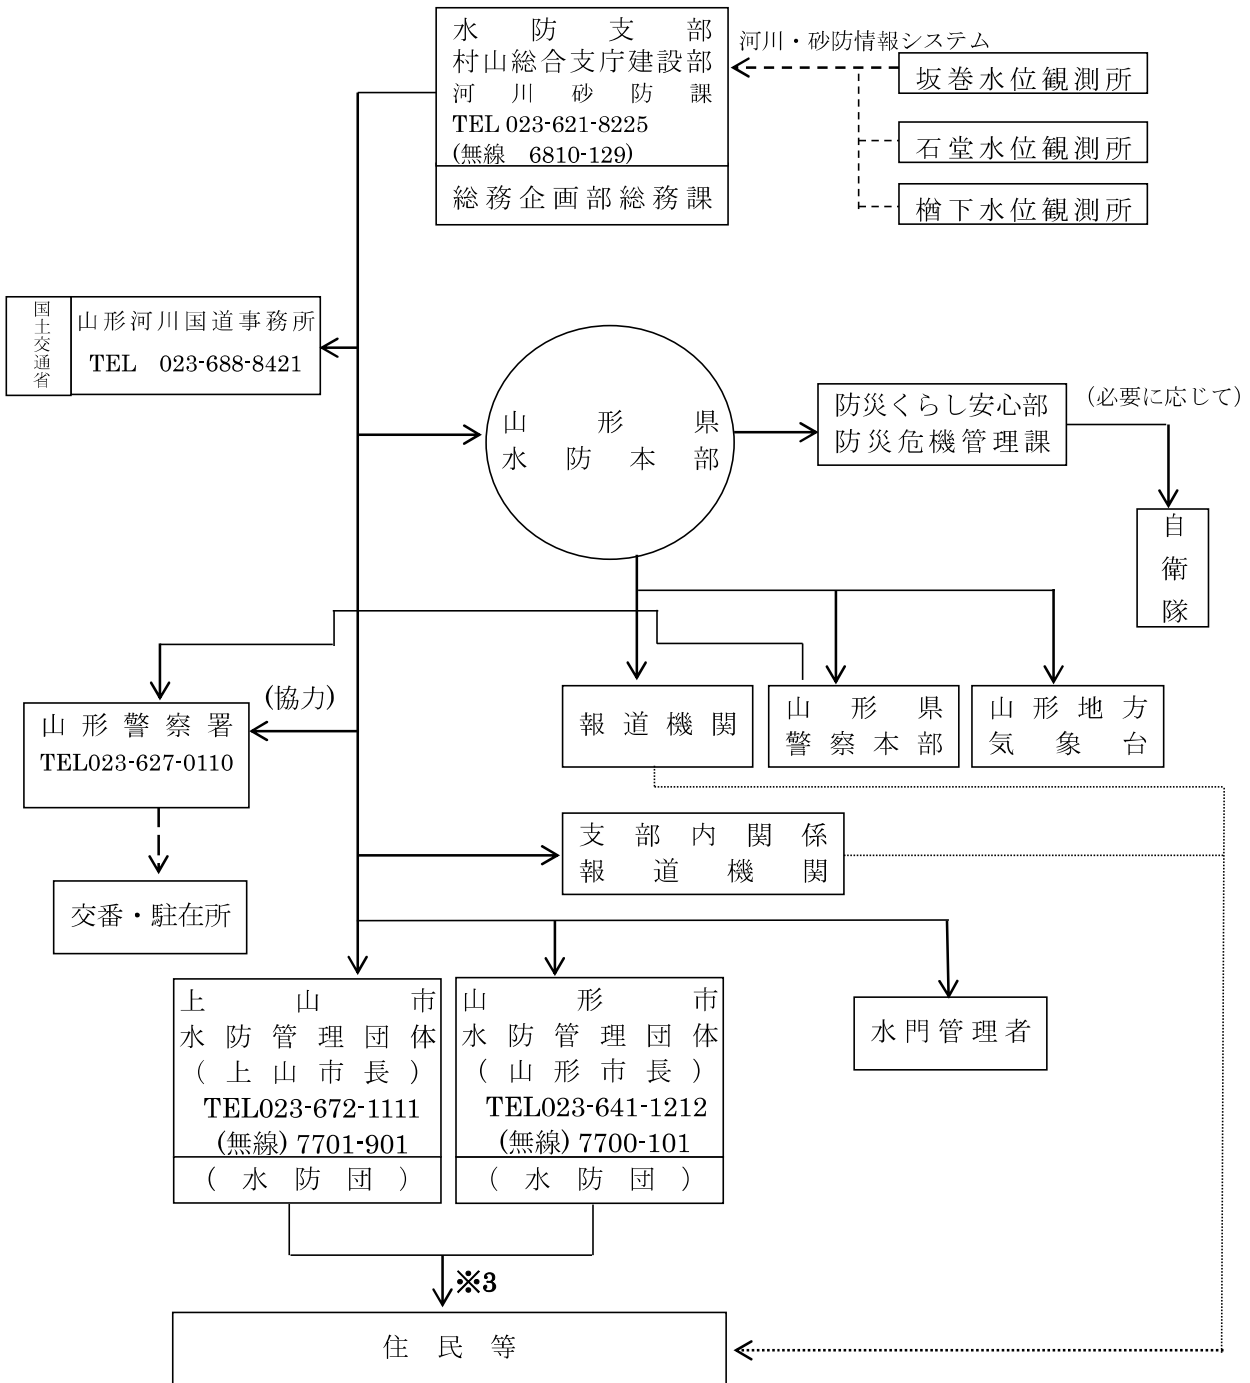 水防支部
村山総合支庁建設部
河川砂防課
TEL 023-621-8225
(無線　6810-129)
総務企画部総務課
河川・砂防情報システム
坂巻水位観測所
石堂水位観測所
楢下水位観測所
国土交通省
山形河川国道事務所
TEL　023-688-8421
山形県
水防本部
防災くらし安心部
防災危機管理課
（必要に応じて）
自衛隊
(協力)
山形警察署
TEL023-627-0110
交番・駐在所
報道機関
山形県
警察本部
山形地方
気象台
支部内関係
報道機関
上山市
水防管理団体
(上山市長)
TEL023-672-1111
(無線) 7701-901
(水防団)
山形市
水防管理団体
(山形市長)
TEL023-641-1212
(無線) 7700-101
(水防団)
水門管理者
※3
住民等